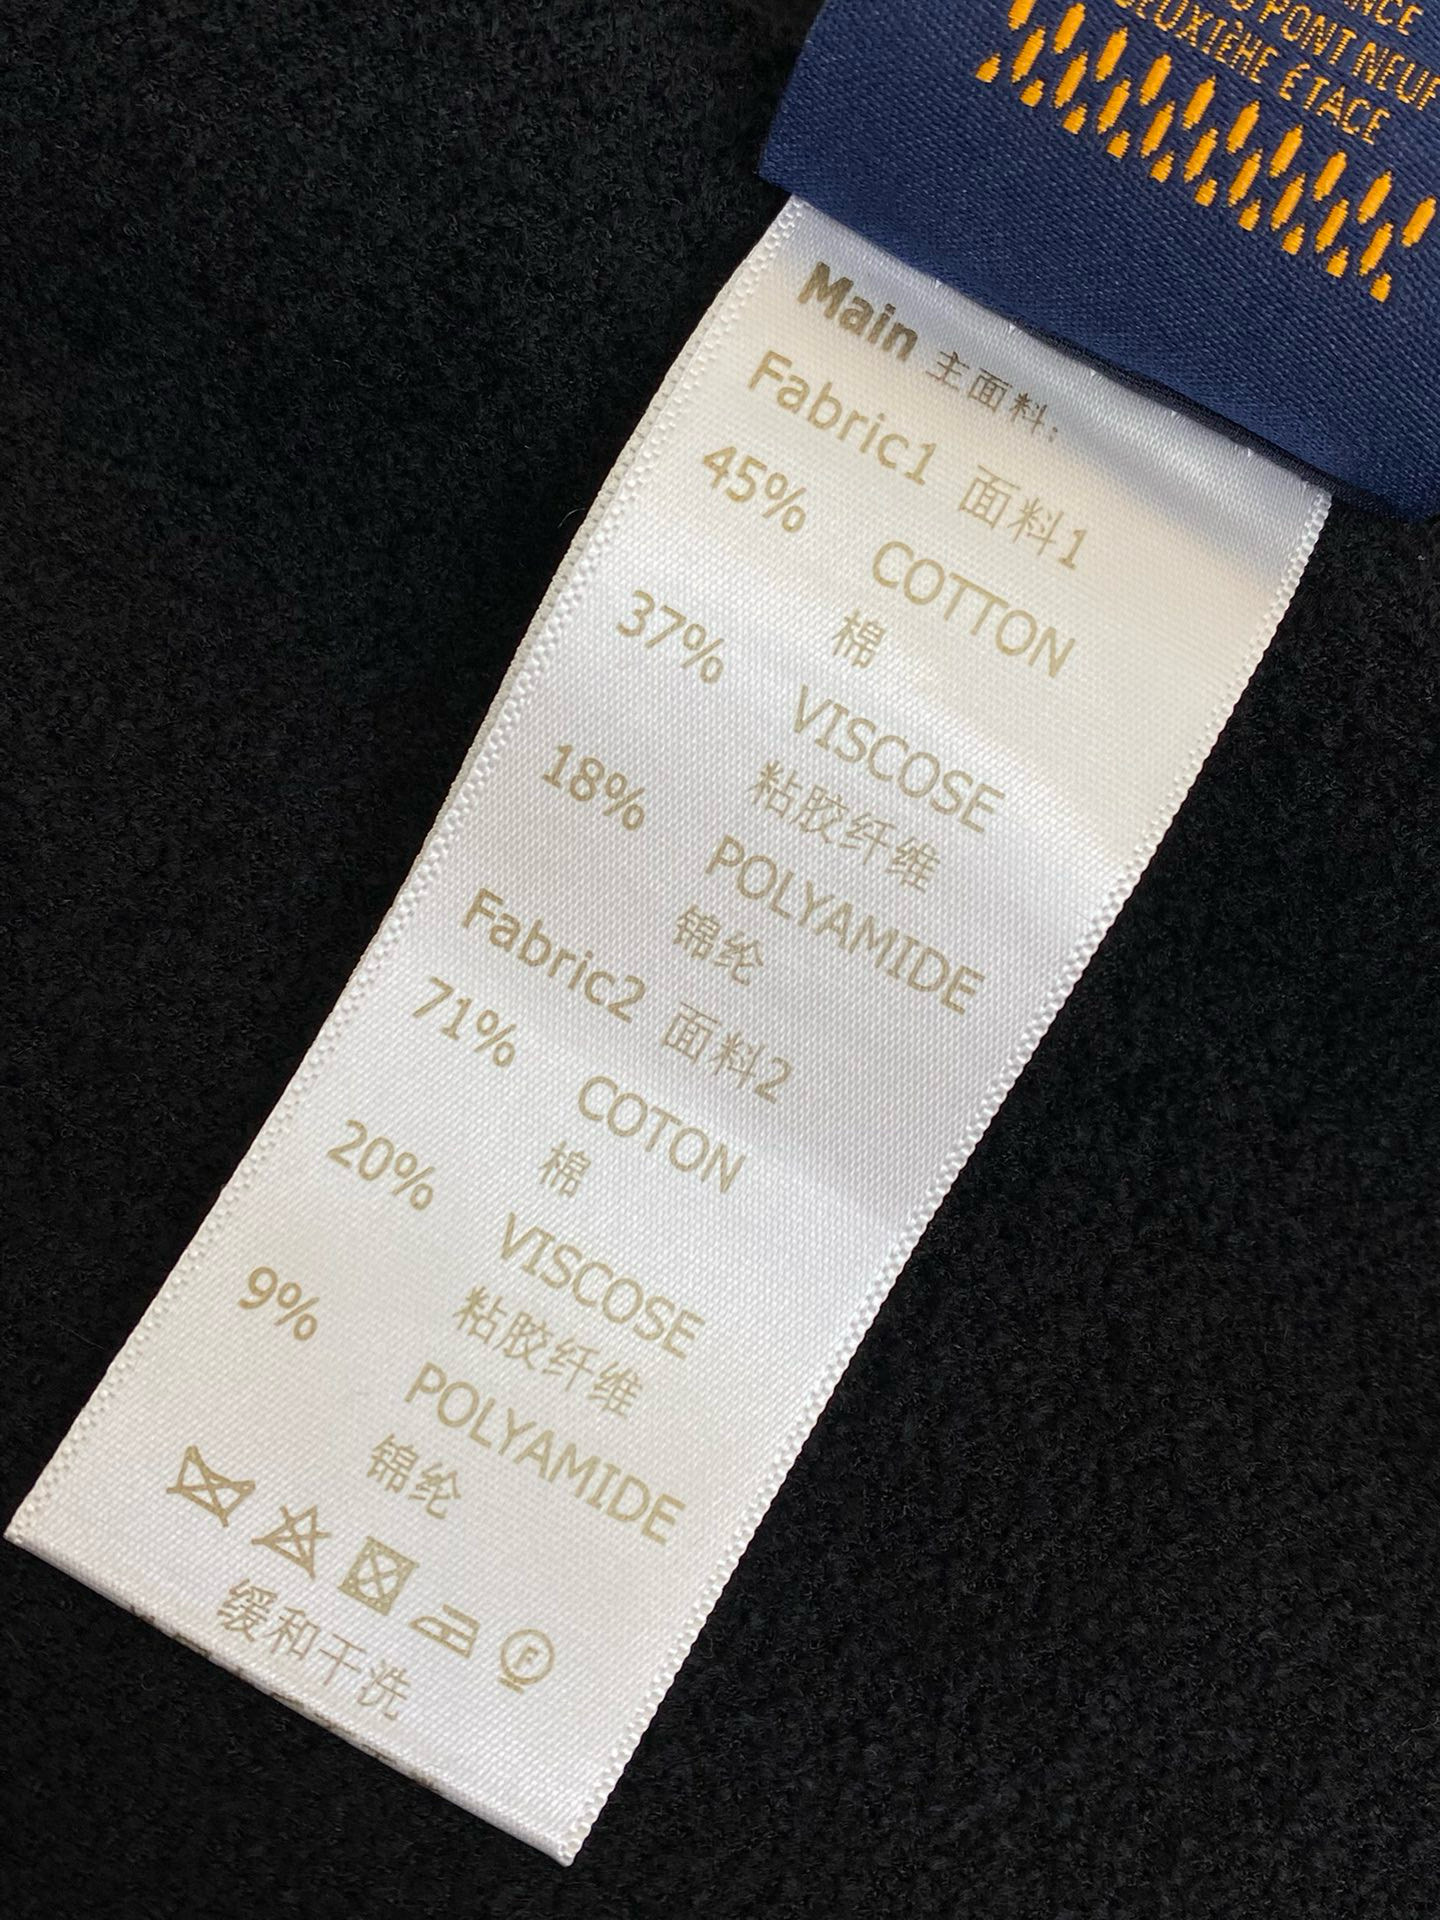 PONT NEUF
DEUXIÈME ÉTAGE
Main 主面料:
Fabric1 面料1
45% COTTON
棉
37% VISCOSE
粘胶纤维
18% POLYAMIDE
锦纶
Fabric2 面料2
71% COTON
棉
20% VISCOSE
粘胶纤维
9% POLYAMIDE
锦纶
F
缓和干洗